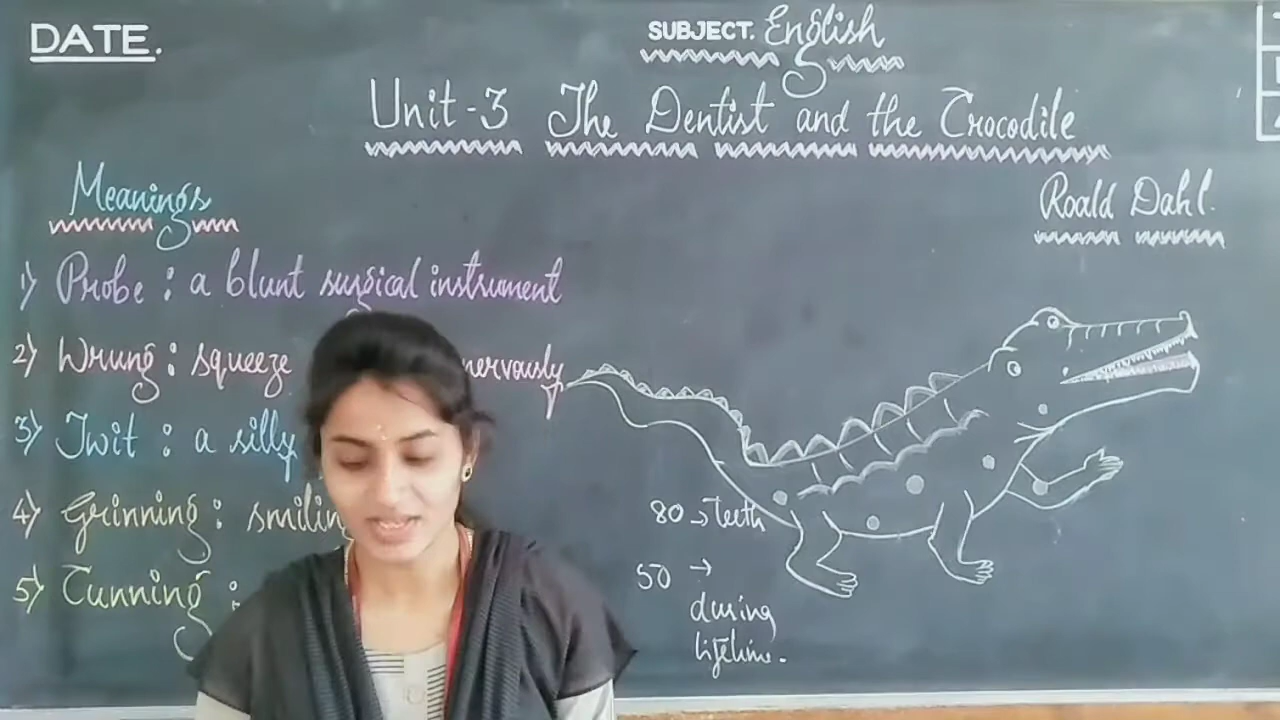 DATE.
SUBJECT. English
Unit-3 The Dentist and the Crocodile
Roald Dahl.
Meanings
1) Probe : a blunt surgical instrument
2) Wrung : squeeze nervously
3) Twit : a silly
4) Grinning : smilin
5) Cunning :
80 → Teeth
50 →
during
lifetime.